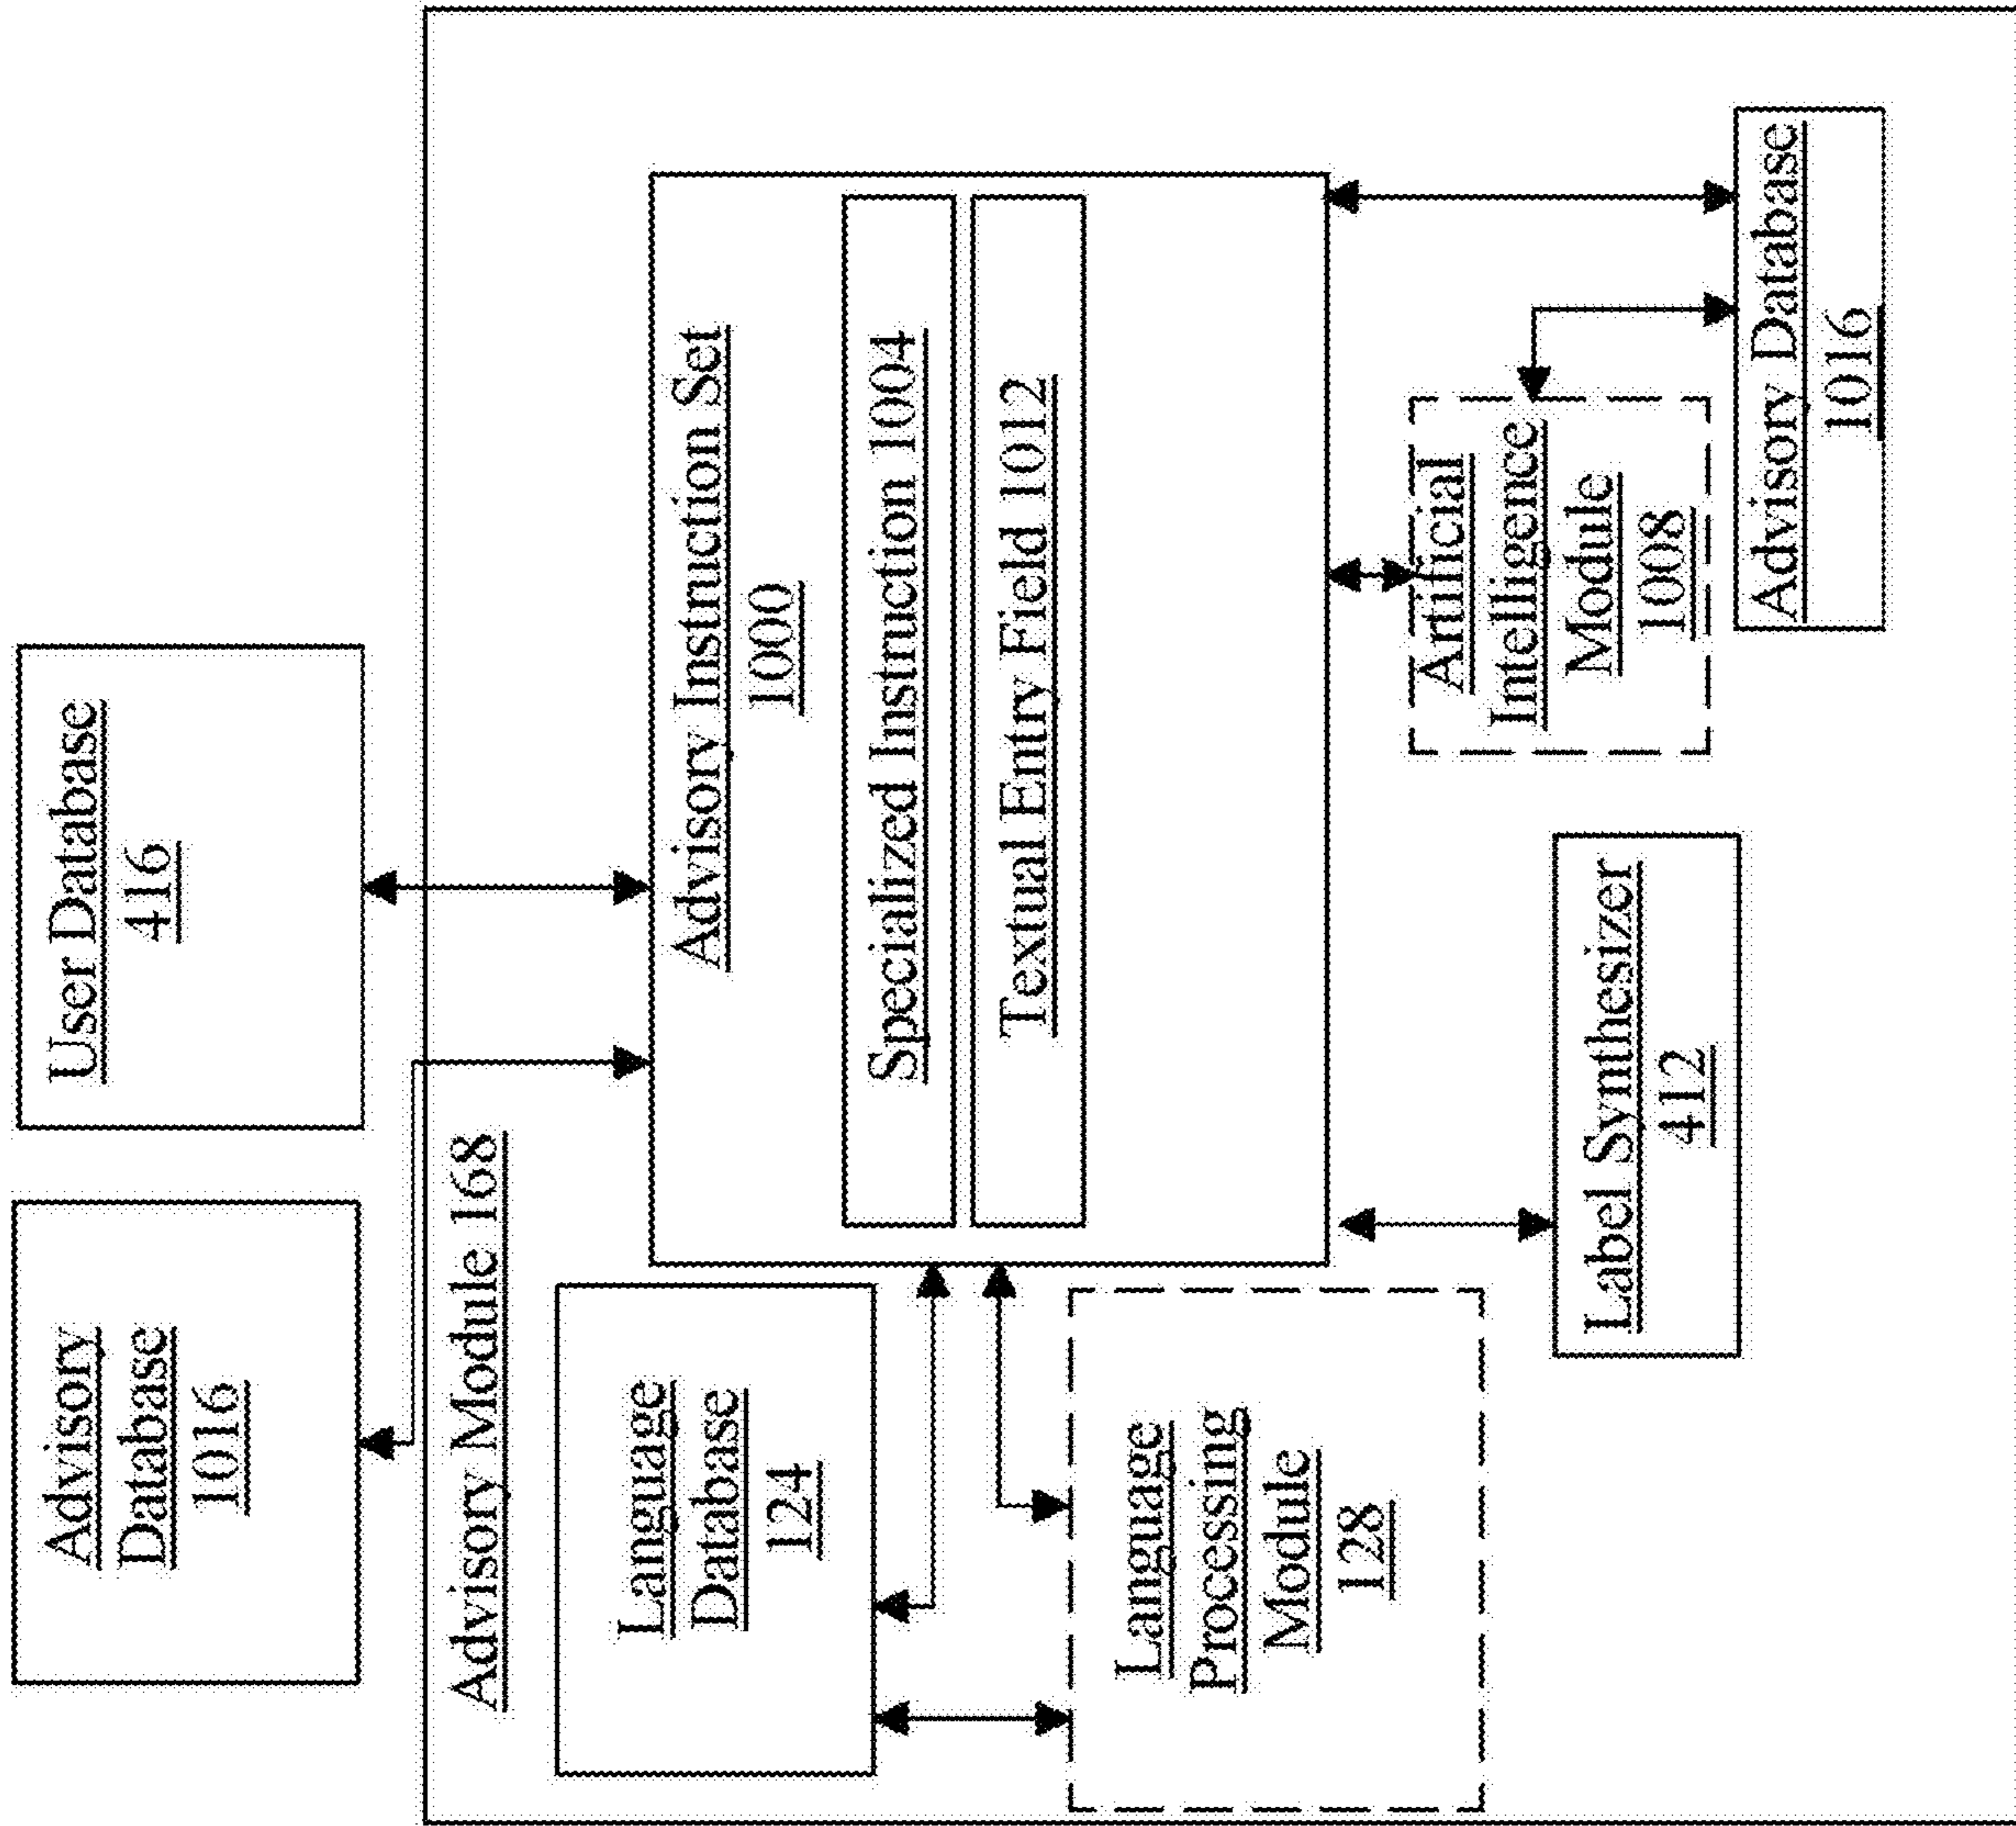 Advisory
Database
1016
User Database
416
Advisory Module 168
Language
Database
124
Advisory Instruction Set
1000
Specialized Instruction 1004
Textual Entry Field 1012
Language
Processing
Module
128
Artificial
Intelligence
Module
1008
Label Synthesizer
412
Advisory Database
1016